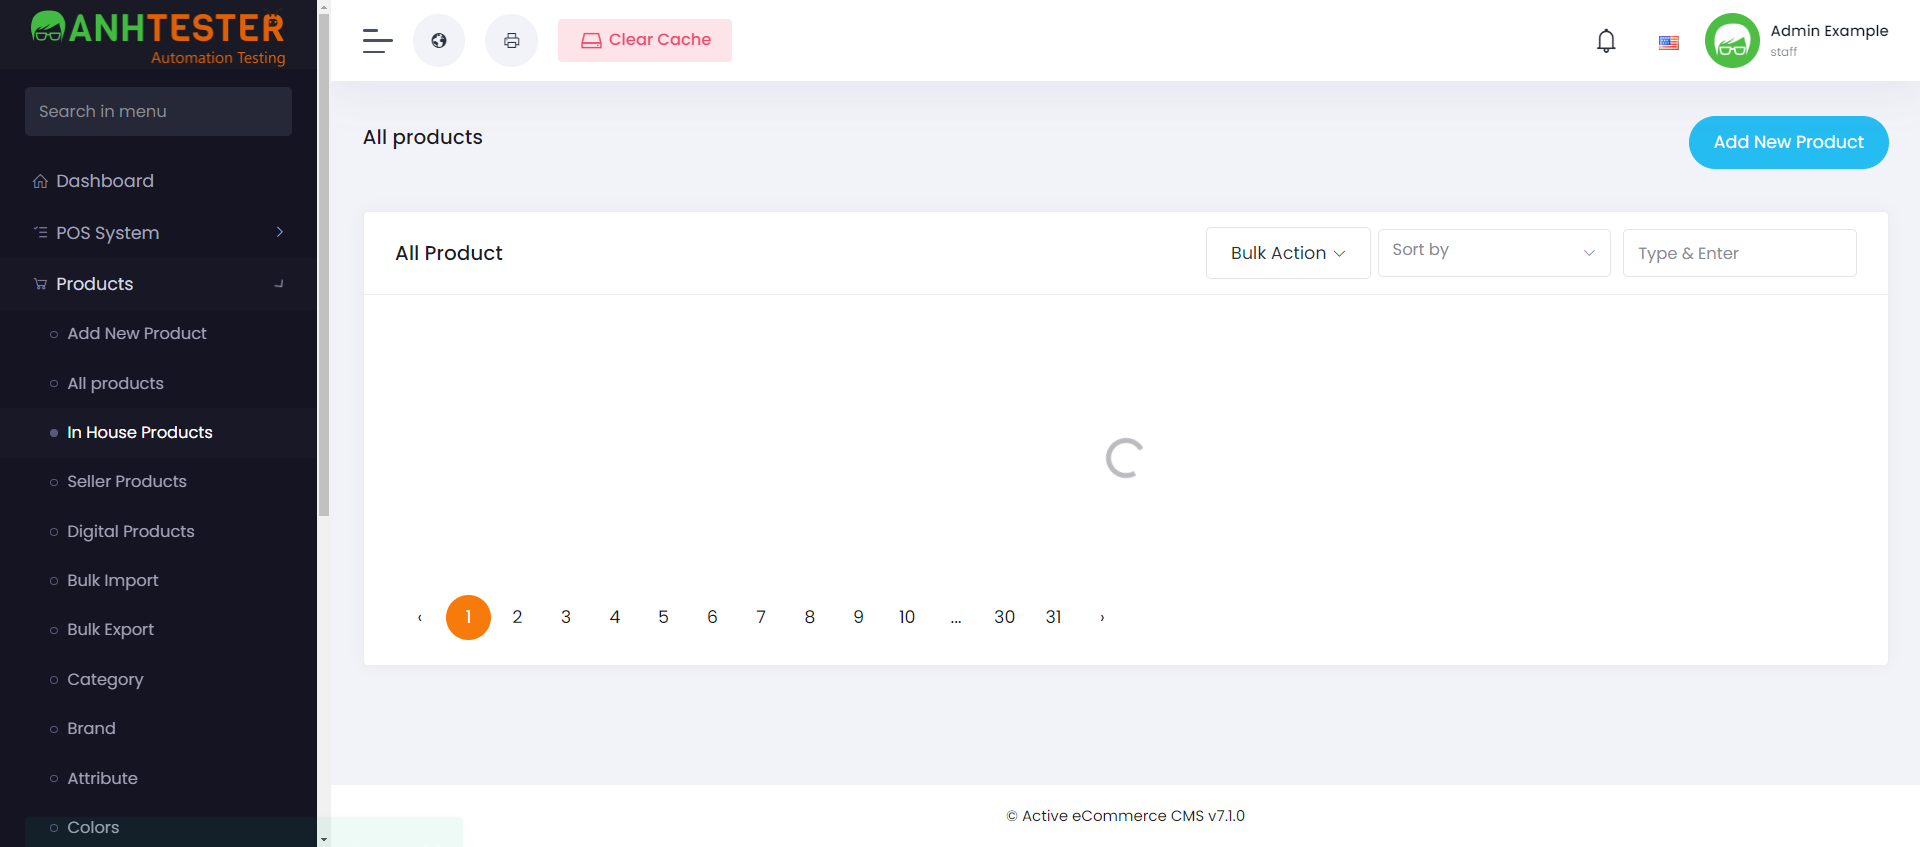 ANHTESTER
Automation Testing
Search in menu
Dashboard
POS System
Products
Add New Product
All products
In House Products
Seller Products
Digital Products
Bulk Import
Bulk Export
Category
Brand
Attribute
Colors
Clear Cache
Admin Example
staff
All products
Add New Product
All Product
Bulk Action
Sort by
Type & Enter
‹ 1 2 3 4 5 6 7 8 9 10 ... 30 31 ›
© Active eCommerce CMS v7.1.0